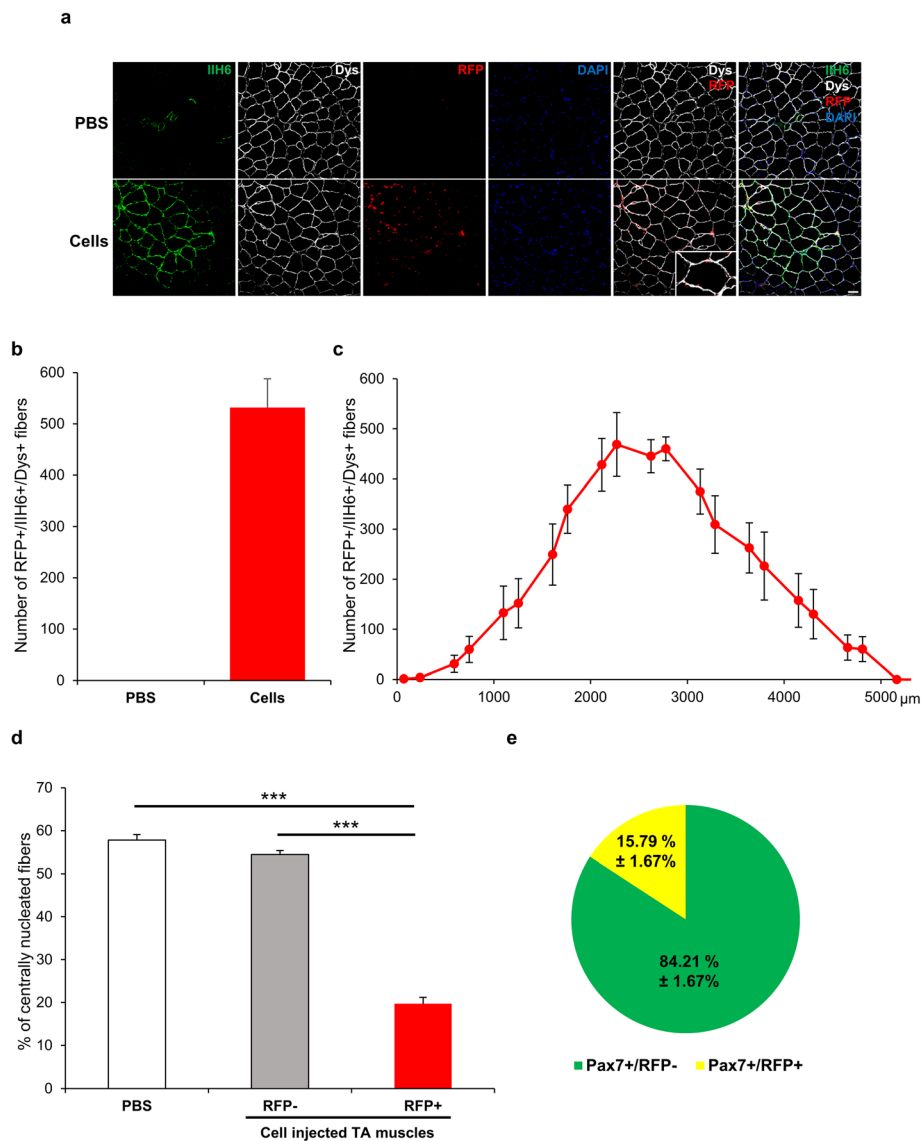 a
IIH6
Dys
RFP
DAPI
Dys
RFP
IIH6
Dys
RFP
DAPI
PBS
Cells
b
Number of RFP+/IIH6+/Dys+ fibers
600
500
400
300
200
100
0
PBS
Cells
c
Number of RFP+/IIH6+/Dys+ fibers
600
500
400
300
200
100
0
0 1000 2000 3000 4000 5000 µm
d
% of centrally nucleated fibers
70
60
50
40
30
20
10
0
***
***
PBS
RFP-
RFP+
Cell injected TA muscles
e
15.79 %
± 1.67%
84.21 %
± 1.67%
Pax7+/RFP- Pax7+/RFP+